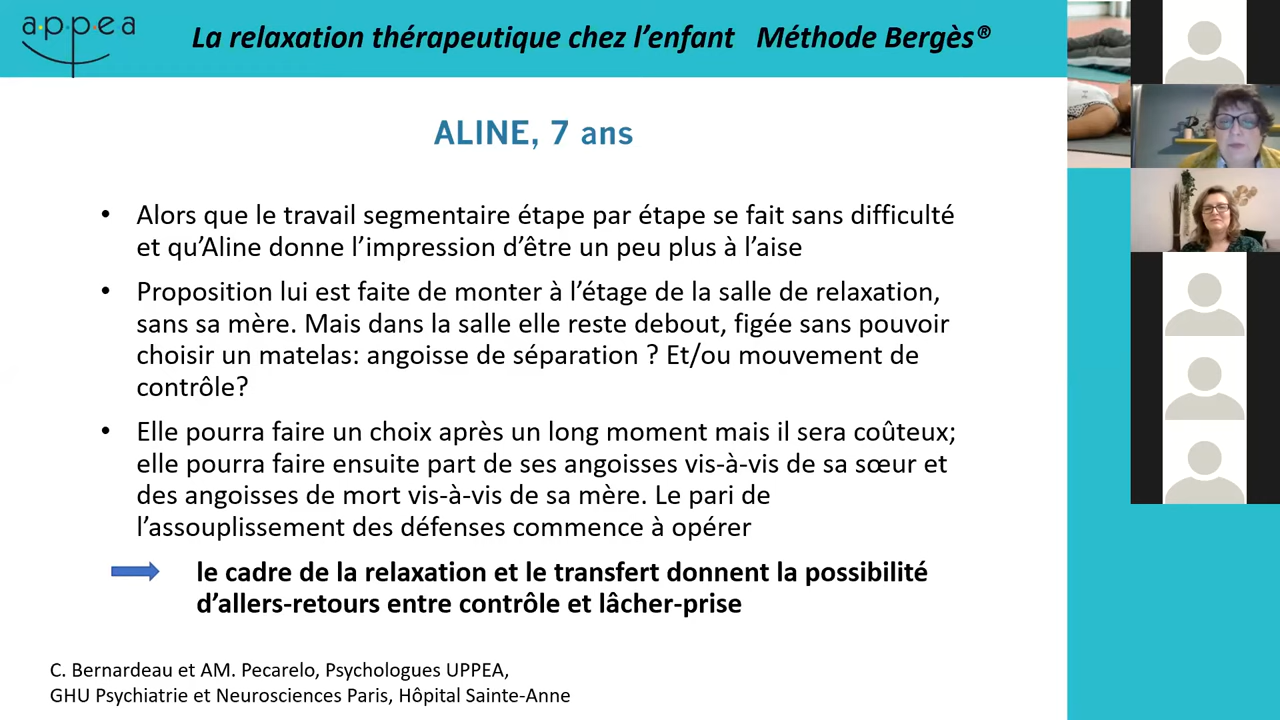 appea
La relaxation thérapeutique chez l’enfant Méthode Bergès®
ALINE, 7 ans
• Alors que le travail segmentaire étape par étape se fait sans difficulté
et qu’Aline donne l’impression d’être un peu plus à l’aise
• Proposition lui est faite de monter à l’étage de la salle de relaxation,
sans sa mère. Mais dans la salle elle reste debout, figée sans pouvoir
choisir un matelas: angoisse de séparation ? Et/ou mouvement de
contrôle?
• Elle pourra faire un choix après un long moment mais il sera coûteux;
elle pourra faire ensuite part de ses angoisses vis-à-vis de sa sœur et
des angoisses de mort vis-à-vis de sa mère. Le pari de
l’assouplissement des défenses commence à opérer
le cadre de la relaxation et le transfert donnent la possibilité
d’allers-retours entre contrôle et lâcher-prise
C. Bernardeau et AM. Pecarelo, Psychologues UPPEA,
GHU Psychiatrie et Neurosciences Paris, Hôpital Sainte-Anne